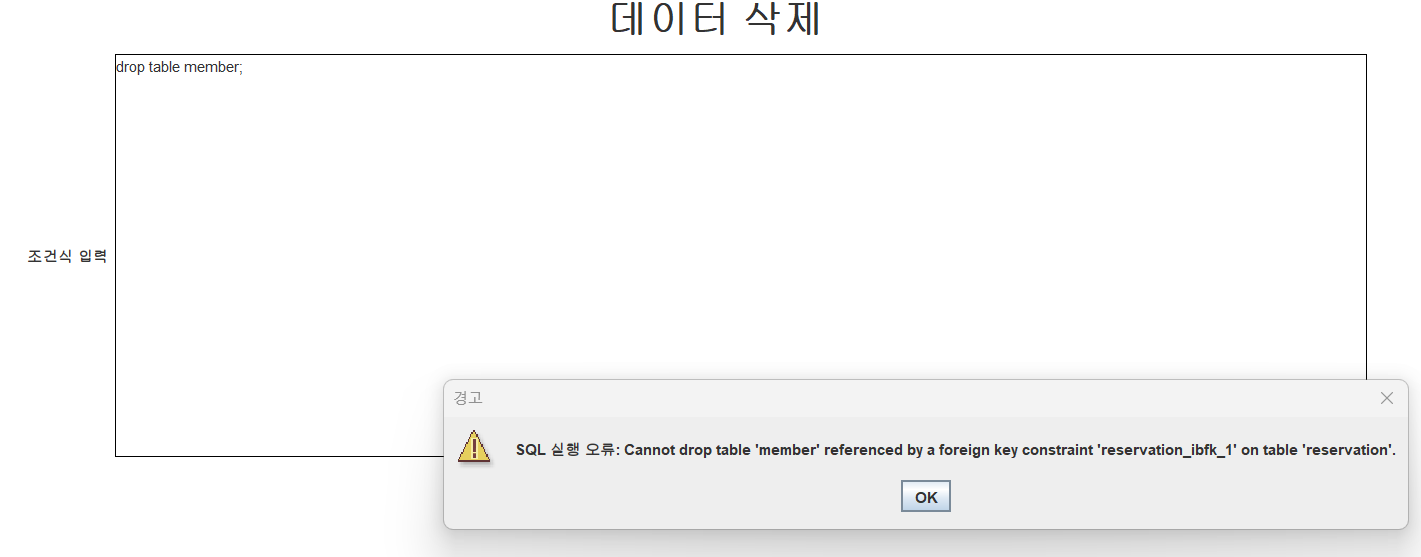 데이터 삭제
drop table member;
조건식 입력
경고
SQL 실행 오류: Cannot drop table 'member' referenced by a foreign key constraint 'reservation_ibfk_1' on table 'reservation'.
OK